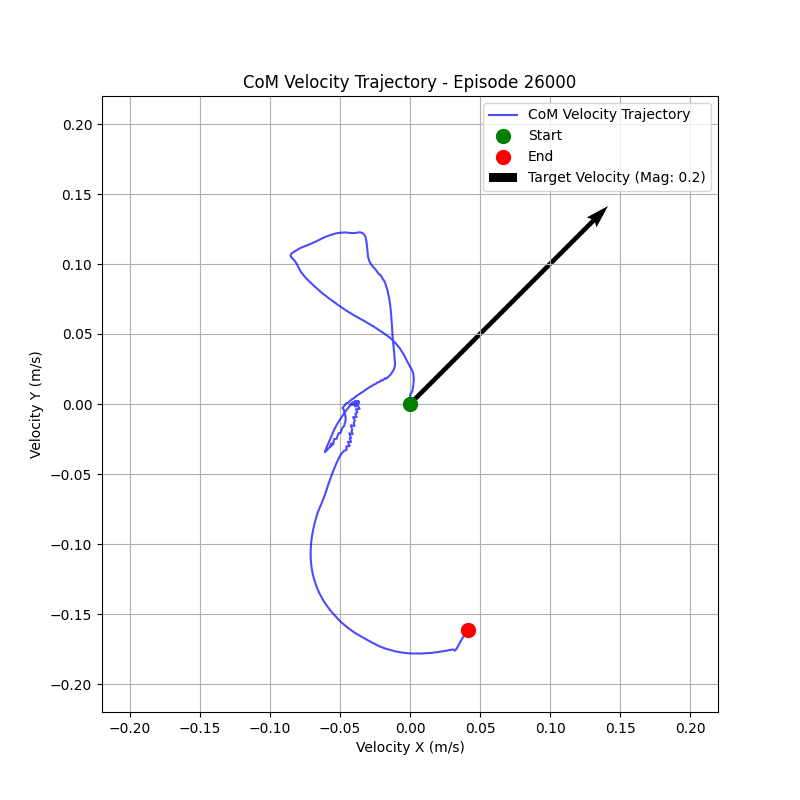 CoM Velocity Trajectory - Episode 26000
CoM Velocity Trajectory
Start
End
Target Velocity (Mag: 0.2)
0.20
0.15
0.10
0.05
0.00
−0.05
−0.10
−0.15
−0.20
Velocity Y (m/s)
−0.20 −0.15 −0.10 −0.05 0.00 0.05 0.10 0.15 0.20
Velocity X (m/s)